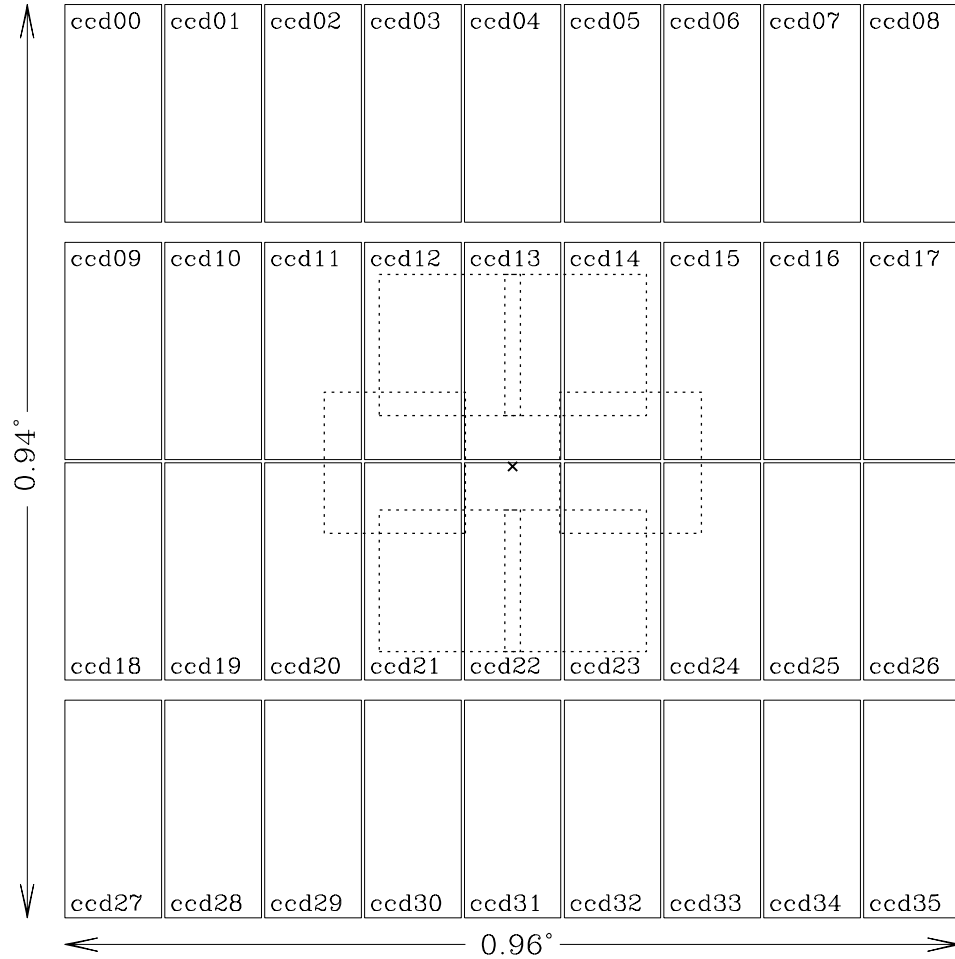 ccd00 ccd01 ccd02 ccd03 ccd04 ccd05 ccd06 ccd07 ccd08
ccd09 ccd10 ccd11 ccd12 ccd13 ccd14 ccd15 ccd16 ccd17
0.94°
ccd18 ccd19 ccd20 ccd21 ccd22 ccd23 ccd24 ccd25 ccd26
ccd27 ccd28 ccd29 ccd30 ccd31 ccd32 ccd33 ccd34 ccd35
0.96°